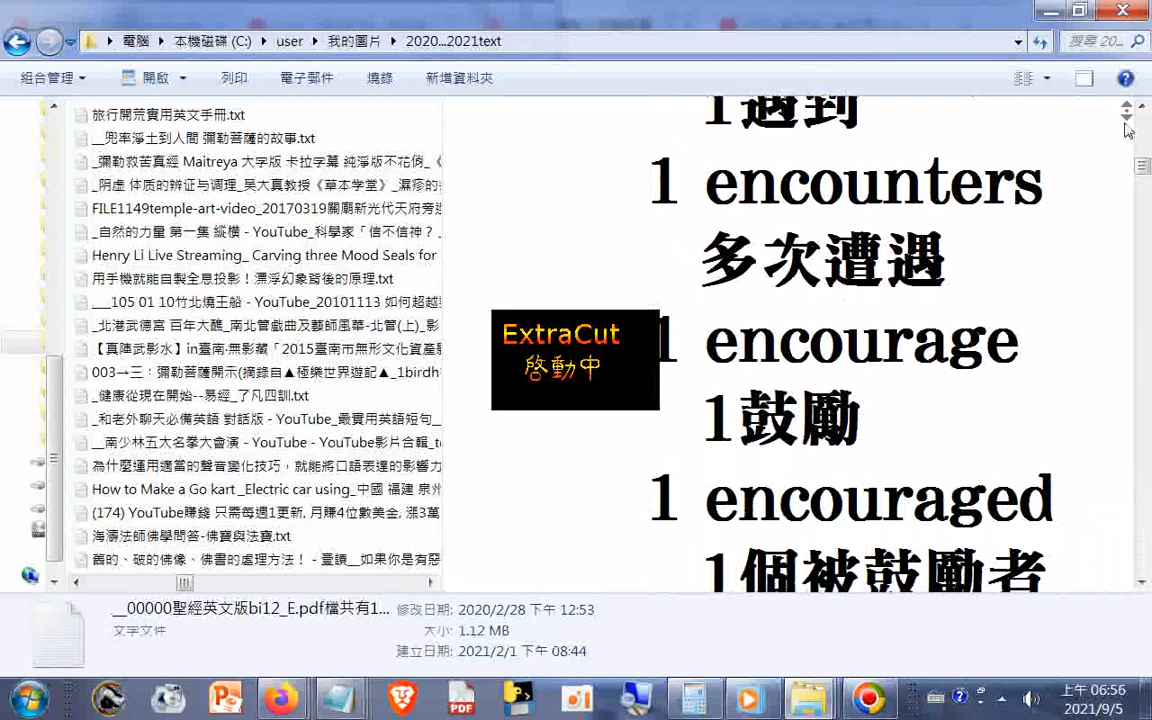 電腦 本機磁碟 (C:) user 我的圖片 2020...2021text
搜尋 20...
組合管理 開啟 列印 電子郵件 燒錄 新增資料夾
旅行開荒實用英文手冊.txt
__兜率淨土到人間 彌勒菩薩的故事.txt
_彌勒救苦真經 Maitreya 大字版 卡拉字幕 純淨版不花俏_《
_阴虚 体质的辨证与调理_吴大真教授《草本学堂》_濕疹的
FILE1149temple-art-video_20170319關廟新光代天府旁
_自然的力量 第一集 縱橫 - YouTube_科學家「信不信神？
Henry Li Live Streaming_ Carving three Mood Seals for
用手機就能自製全息投影！漂浮幻象背後的原理.txt
___105 01 10竹北燒王船 - YouTube_20101113 如何超越
_北港武德宮 百年大醮_南北管戲曲及藝師風華-北管(上)_影
【真陣武影水】in臺南·無影藏「2015臺南市無形文化資產
003→三：彌勒菩薩開示(摘錄自▲極樂世界遊記▲_1birdh
_健康從現在開始--易經_了凡四訓.txt
_和老外聊天必備英語 對話版 - YouTube_最實用英語短句__
__南少林五大名拳大會演 - YouTube - YouTube影片合輯_t
為什麼運用適當的聲音變化技巧，就能將口語表達的影響力
How to Make a Go kart _Electric car using_中國 福建 泉州
(174) YouTube賺錢 只需每週1更新, 月賺4位數美金, 漲3萬
海濤法師佛學問答-佛寶與法寶.txt
舊的、破的佛像、佛書的處理方法！ - 壹讀__如果你是有惡
1遇到
1 encounters
多次遭遇
1 encourage
1鼓勵
1 encouraged
1個被鼓勵者
ExtraCut
啓動中
__00000聖經英文版bi12_E.pdf檔共有1... 修改日期: 2020/2/28 下午 12:53
文字文件 大小: 1.12 MB
建立日期: 2021/2/1 下午 08:44
上午 06:56
2021/9/5